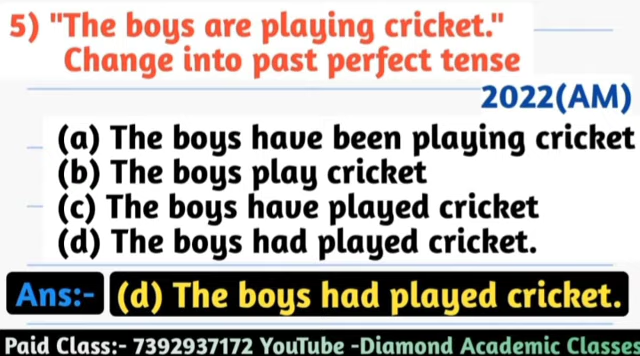 5) "The boys are playing cricket."
Change into past perfect tense
2022(AM)
(a) The boys have been playing cricket
(b) The boys play cricket
(c) The boys have played cricket
(d) The boys had played cricket.
Ans:- (d) The boys had played cricket.
Paid Class:- 7392937172 YouTube -Diamond Academic Classes